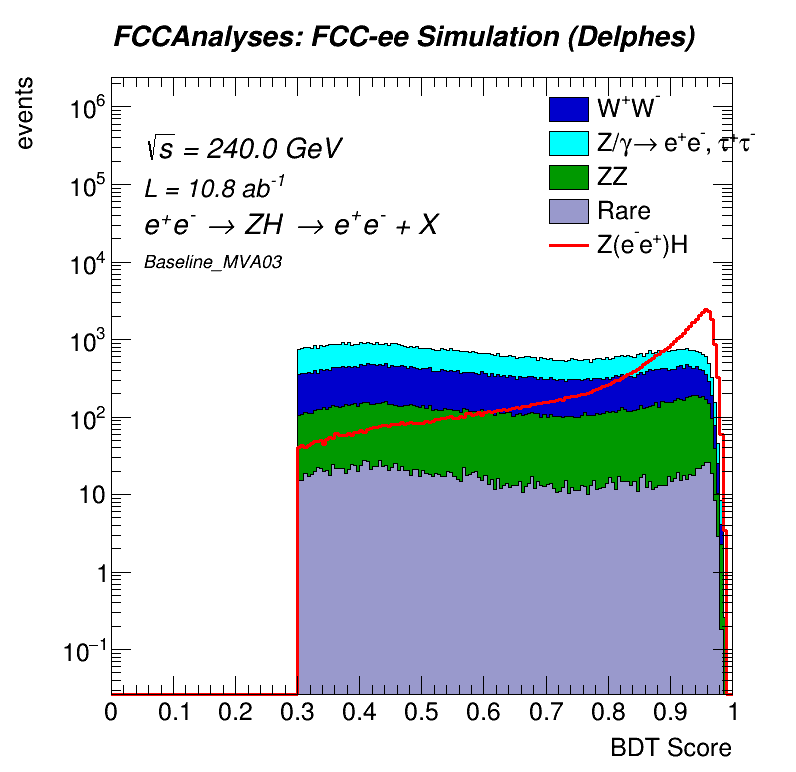 FCCAnalyses: FCC-ee Simulation (Delphes)
events
10⁶
10⁵
10⁴
10³
10²
10
1
10⁻¹
√s = 240.0 GeV
L = 10.8 ab⁻¹
e⁺e⁻ → ZH → e⁺e⁻ + X
Baseline_MVA03
W⁺W⁻
Z/γ→ e⁺e⁻, τ⁺τ⁻
ZZ
Rare
Z(e⁻e⁺)H
0 0.1 0.2 0.3 0.4 0.5 0.6 0.7 0.8 0.9 1
BDT Score